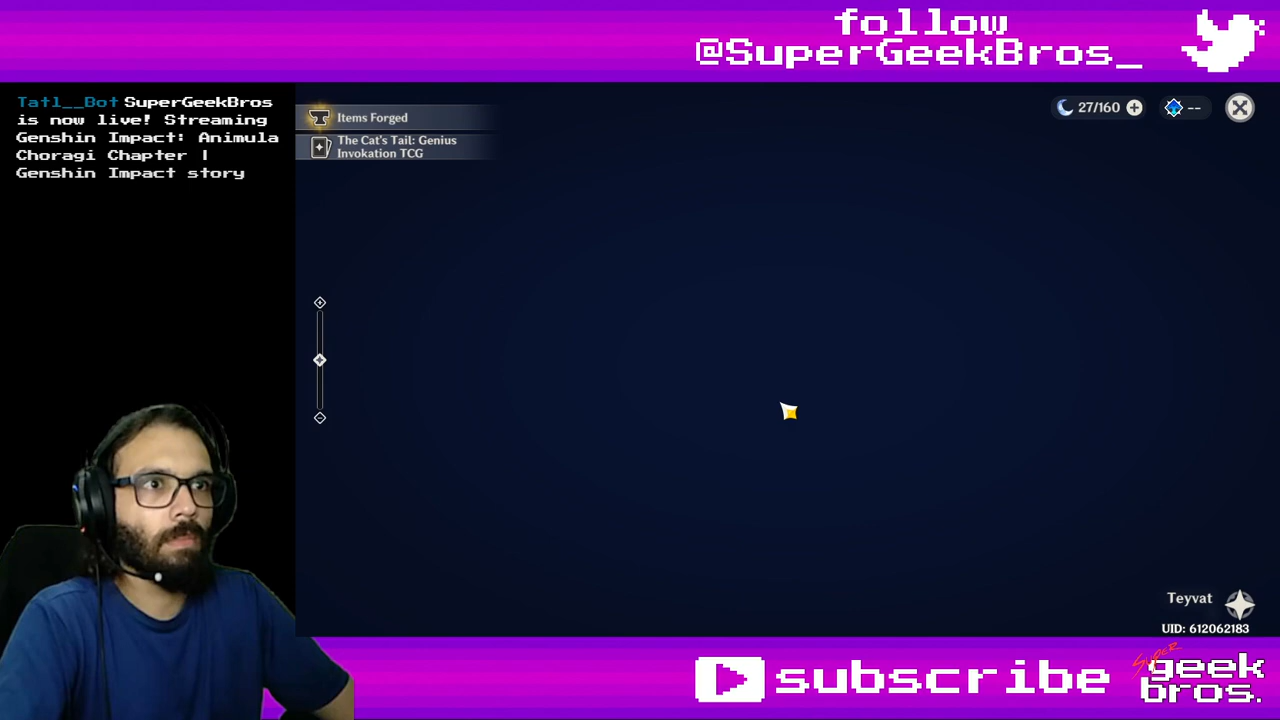 follow
@SuperGeekBros_
Tatl__Bot SuperGeekBros
is now live! Streaming
Genshin Impact: Animula
Choragi Chapter |
Genshin Impact story
Items Forged
The Cat's Tail: Genius
Invokation TCG
27/160
--
Teyvat
UID: 612062183
subscribe
super
geek
bros.